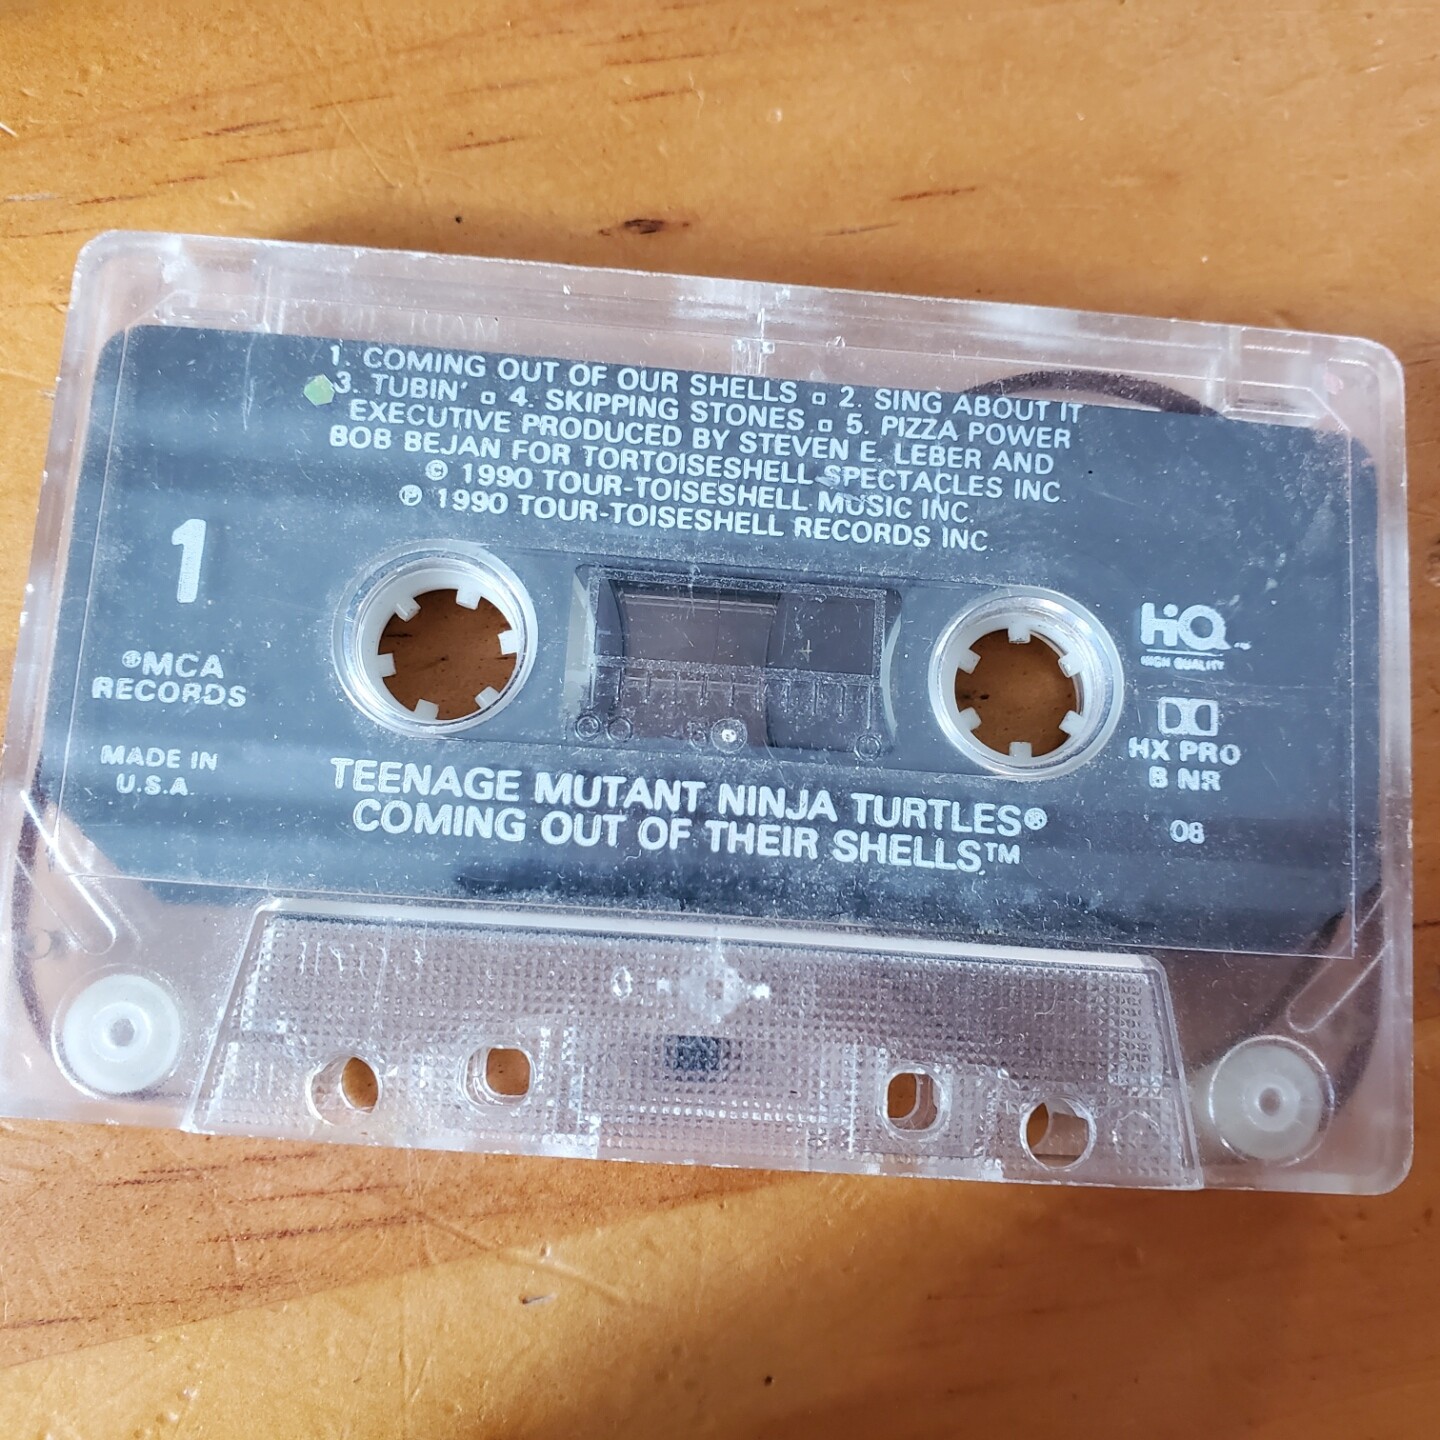 1. COMING OUT OF OUR SHELLS ▫ 2. SING ABOUT IT
3. TUBIN' ▫ 4. SKIPPING STONES ▫ 5. PIZZA POWER
EXECUTIVE PRODUCED BY STEVEN E. LEBER AND
BOB BEJAN FOR TORTOISESHELL SPECTACLES INC.
© 1990 TOUR-TOISESHELL MUSIC INC.
℗ 1990 TOUR-TOISESHELL RECORDS INC
1
®MCA
RECORDS
MADE IN
U.S.A.
HiQ™
HIGH QUALITY
HX PRO
B NR
08
TEENAGE MUTANT NINJA TURTLES®
COMING OUT OF THEIR SHELLS™